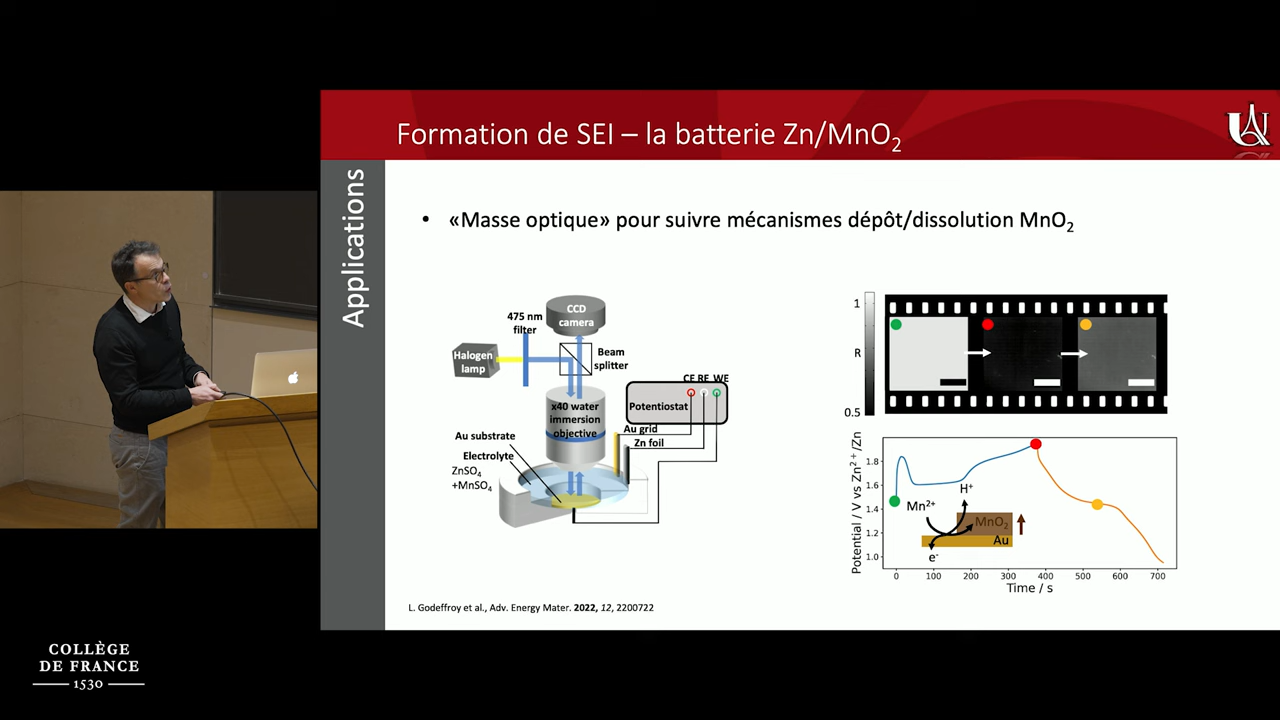 Formation de SEI – la batterie Zn/MnO₂
Applications
• «Masse optique» pour suivre mécanismes dépôt/dissolution MnO₂
CCD
camera
475 nm
filter
Halogen
lamp
Beam
splitter
x40 water
immersion
objective
CE RE WE
Potentiostat
Au grid
Zn foil
Au substrate
Electrolyte
ZnSO₄
+MnSO₄
1
R
0.5
Potential / V vs Zn²⁺/Zn
1.8
1.6
1.4
1.2
1.0
Mn²⁺
H⁺
MnO₂
Au
e⁻
0 100 200 300 400 500 600 700
Time / s
L. Godeffroy et al., Adv. Energy Mater. 2022, 12, 2200722
COLLÈGE
DE FRANCE
1530